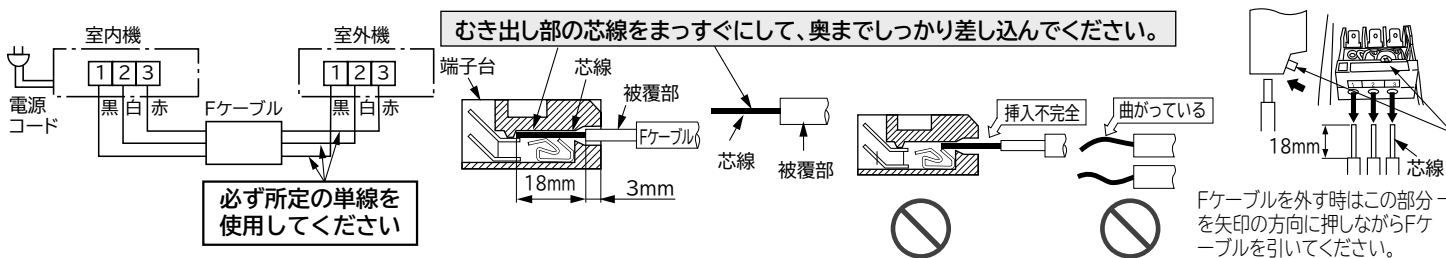 室内機
室外機
1 2 3
1 2 3
電源
コード
黒 白 赤
黒 白 赤
Fケーブル
必ず所定の単線を
使用してください
むき出し部の芯線をまっすぐにして、奥までしっかり差し込んでください。
端子台
芯線
被覆部
Fケーブル
18mm
3mm
芯線
被覆部
挿入不完全
曲がっている
18mm
芯線
Fケーブルを外す時はこの部分
を矢印の方向に押しながらFケ
ーブルを引いてください。